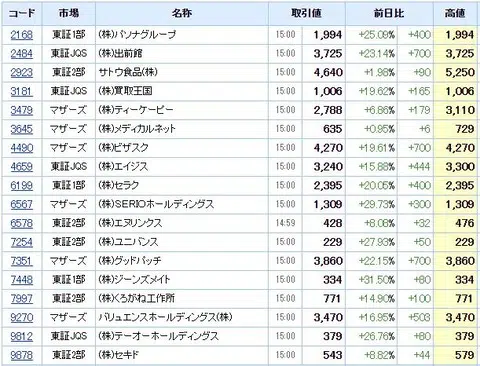 コード 市場 名称 取引値 前日比 高値
2168 東証1部 (株)パソナグループ 15:00 1,994 +25.09% +400 1,994
2484 東証JQS (株)出前館 15:00 3,725 +23.14% +700 3,725
2923 東証2部 サトウ食品(株) 15:00 4,640 +1.98% +90 5,250
3181 東証JQS (株)買取王国 15:00 1,006 +19.62% +165 1,006
3479 マザーズ (株)ティーケーピー 15:00 2,788 +6.86% +179 3,110
3645 マザーズ (株)メディカルネット 15:00 635 +0.95% +6 729
4490 マザーズ (株)ビザスク 15:00 4,270 +19.61% +700 4,270
4659 東証JQS (株)エイジス 15:00 3,240 +15.88% +444 3,300
6199 東証1部 (株)セラク 15:00 2,395 +20.05% +400 2,395
6567 マザーズ (株)SERIOホールディングス 15:00 1,309 +29.73% +300 1,309
6578 東証2部 (株)エヌリンクス 14:59 428 +8.08% +32 476
7254 東証2部 (株)ユニバンス 15:00 229 +27.93% +50 229
7351 マザーズ (株)グッドパッチ 15:00 3,860 +22.15% +700 3,860
7448 東証1部 (株)ジーンズメイト 15:00 334 +31.50% +80 334
7997 東証2部 (株)くろがね工作所 15:00 771 +14.90% +100 771
9270 マザーズ バリュエンスホールディングス(株) 15:00 3,470 +16.95% +503 3,470
9812 東証JQS (株)テーオーホールディングス 15:00 379 +26.76% +80 379
9878 東証2部 (株)セキド 15:00 543 +8.82% +44 579